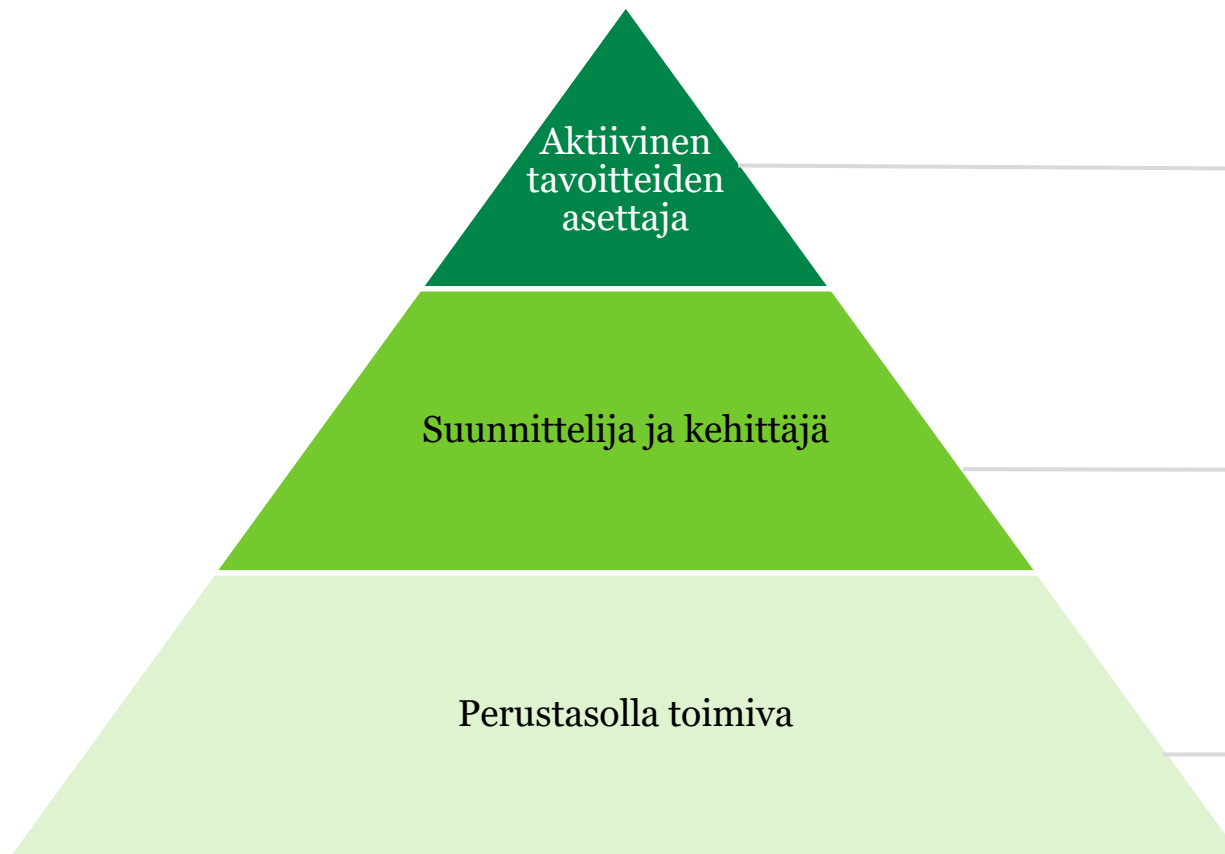 Aktiivinen
tavoitteiden
asettaja
Suunnittelija ja kehittäjä
Perustasolla toimiva